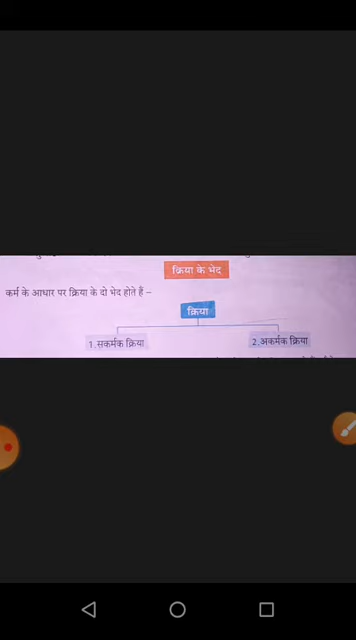 क्रिया के भेद
कर्म के आधार पर क्रिया के दो भेद होते हैं –
क्रिया
1.सकर्मक क्रिया
2.अकर्मक क्रिया